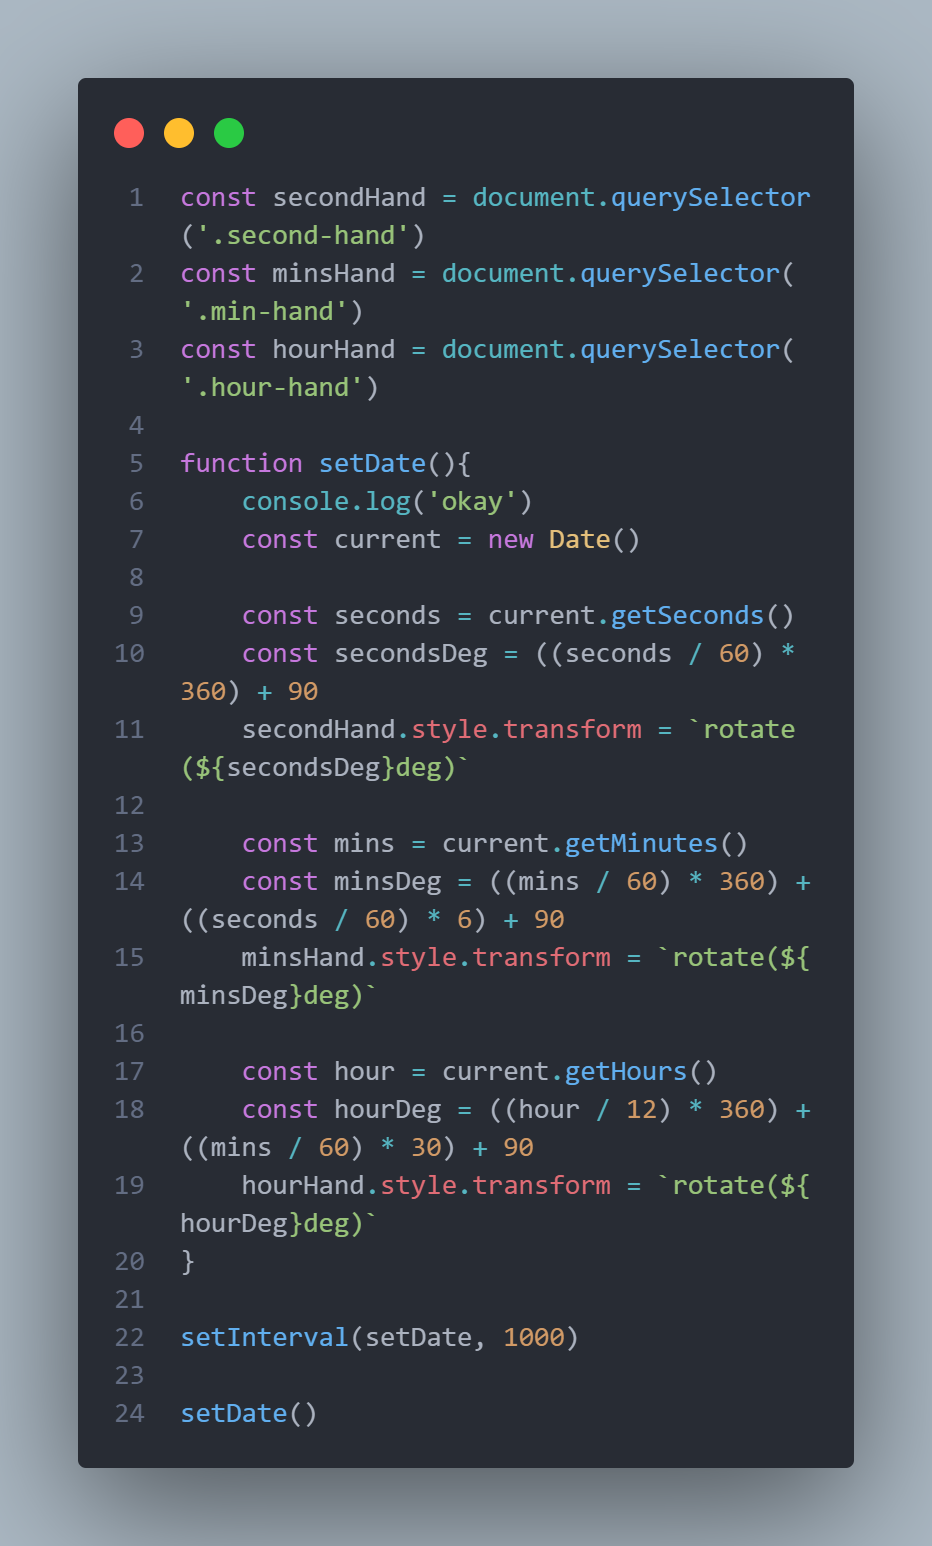 1 const secondHand = document.querySelector
('.second-hand')
2 const minsHand = document.querySelector(
'.min-hand')
3 const hourHand = document.querySelector(
'.hour-hand')
4
5 function setDate(){
6     console.log('okay')
7     const current = new Date()
8
9     const seconds = current.getSeconds()
10     const secondsDeg = ((seconds / 60) *
360) + 90
11     secondHand.style.transform = `rotate
(${secondsDeg}deg)`
12
13     const mins = current.getMinutes()
14     const minsDeg = ((mins / 60) * 360) +
((seconds / 60) * 6) + 90
15     minsHand.style.transform = `rotate(${
minsDeg}deg)`
16
17     const hour = current.getHours()
18     const hourDeg = ((hour / 12) * 360) +
((mins / 60) * 30) + 90
19     hourHand.style.transform = `rotate(${
hourDeg}deg)`
20 }
21
22 setInterval(setDate, 1000)
23
24 setDate()